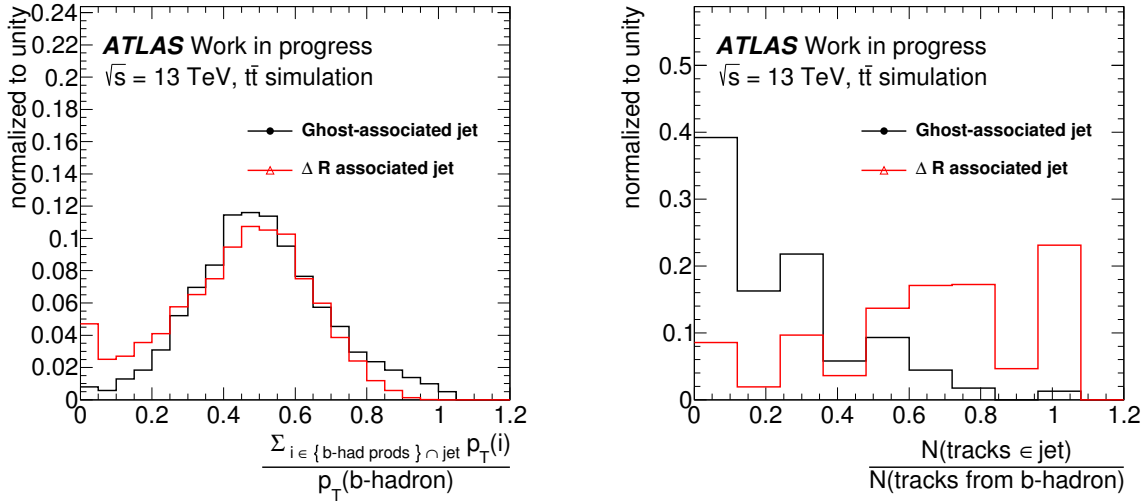 normalized to unity
0.24
0.22
0.2
0.18
0.16
0.14
0.12
0.1
0.08
0.06
0.04
0.02
0
ATLAS Work in progress
√s = 13 TeV, tt̄ simulation
Ghost-associated jet
Δ R associated jet
0 0.2 0.4 0.6 0.8 1 1.2
Σ i ∈ { b-had prods } ∩ jet p_T(i)
p_T(b-hadron)
normalized to unity
0.5
0.4
0.3
0.2
0.1
0
ATLAS Work in progress
√s = 13 TeV, tt̄ simulation
Ghost-associated jet
Δ R associated jet
0 0.2 0.4 0.6 0.8 1 1.2
N(tracks ∈ jet)
N(tracks from b-hadron)